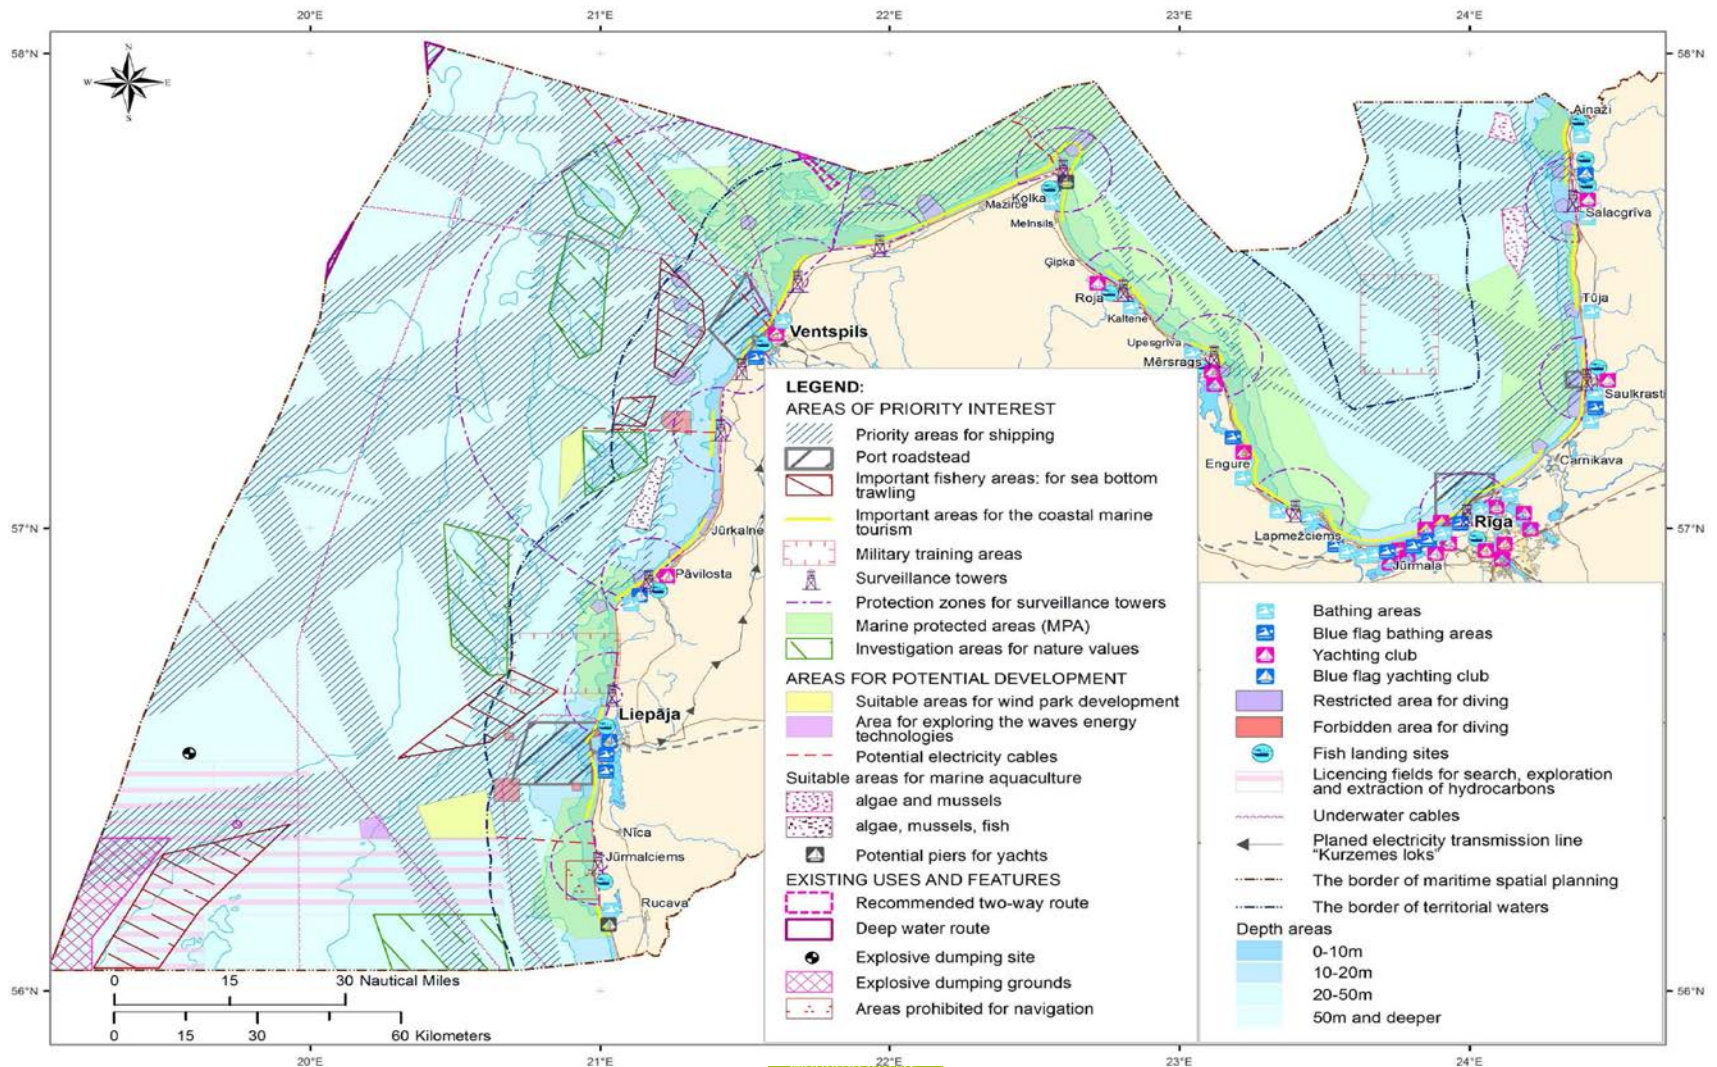 20°E 21°E 22°E 23°E 24°E
58°N 58°N
N
W E
S
Ainaži
Salacgrīva
Kolka
Mazirbe
Melnsils
Ģipka
Roja
Kaltene
Upesgrīva
Mērsrags
Tūja
Saulkrasti
Ventspils
Engure
Carnikava
Rīga
Lapmežciems
Jūrmala
57°N 57°N
Jūrkalne
Pāvilosta
Liepāja
Nīca
Jūrmalciems
Rucava
LEGEND:
AREAS OF PRIORITY INTEREST
Priority areas for shipping
Port roadstead
Important fishery areas: for sea bottom
trawling
Important areas for the coastal marine
tourism
Military training areas
Surveillance towers
Protection zones for surveillance towers
Marine protected areas (MPA)
Investigation areas for nature values
AREAS FOR POTENTIAL DEVELOPMENT
Suitable areas for wind park development
Area for exploring the waves energy
technologies
Potential electricity cables
Suitable areas for marine aquaculture
algae and mussels
algae, mussels, fish
Potential piers for yachts
EXISTING USES AND FEATURES
Recommended two-way route
Deep water route
Explosive dumping site
Explosive dumping grounds
Areas prohibited for navigation
Bathing areas
Blue flag bathing areas
Yachting club
Blue flag yachting club
Restricted area for diving
Forbidden area for diving
Fish landing sites
Licencing fields for search, exploration
and extraction of hydrocarbons
Underwater cables
Planed electricity transmission line
"Kurzemes loks"
The border of maritime spatial planning
The border of territorial waters
Depth areas
0-10m
10-20m
20-50m
50m and deeper
0 15 30 Nautical Miles
0 15 30 60 Kilometers
56°N 56°N
20°E 21°E 22°E 23°E 24°E